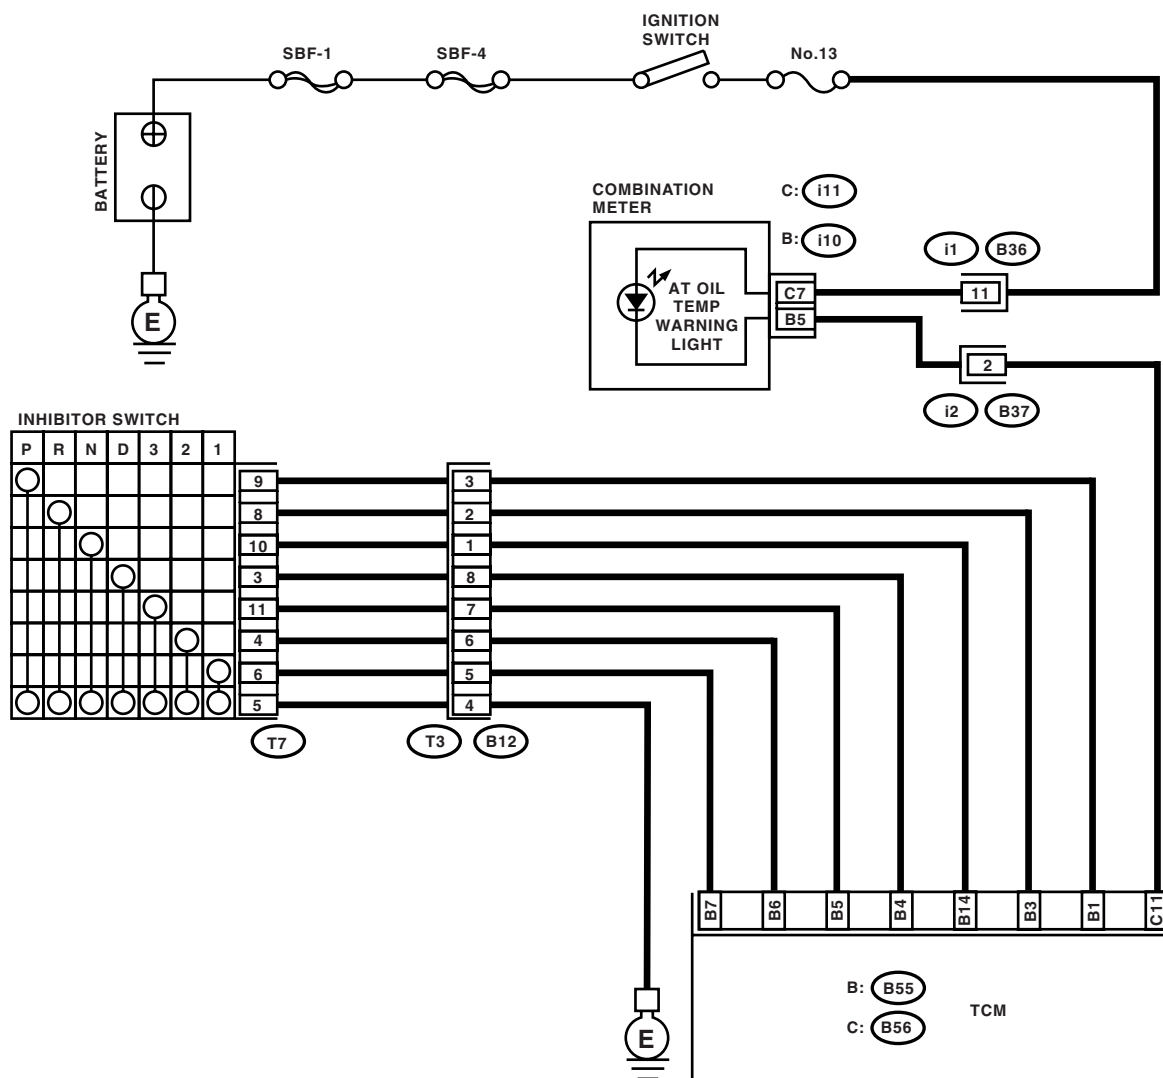 IGNITION
SWITCH
SBF-1
SBF-4
No.13
BATTERY
E
COMBINATION
METER
C: i11
B: i10
i1 B36
AT OIL
TEMP
WARNING
LIGHT
C7
11
B5
2
i2 B37
INHIBITOR SWITCH
P R N D 3 2 1
9 3
8 2
10 1
3 8
11 7
4 6
6 5
5 4
T7 T3 B12
B7 B6 B5 B4 B14 B3 B1 C11
B: B55
TCM
C: B56
E